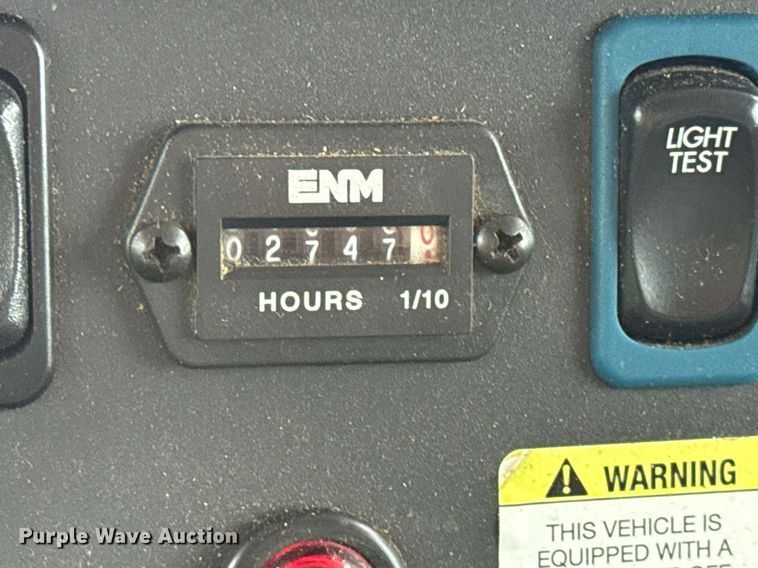 ENM
0 2 7 4 7 0
HOURS 1/10
LIGHT
TEST
WARNING
THIS VEHICLE IS
EQUIPPED WITH A
Purple Wave Auction